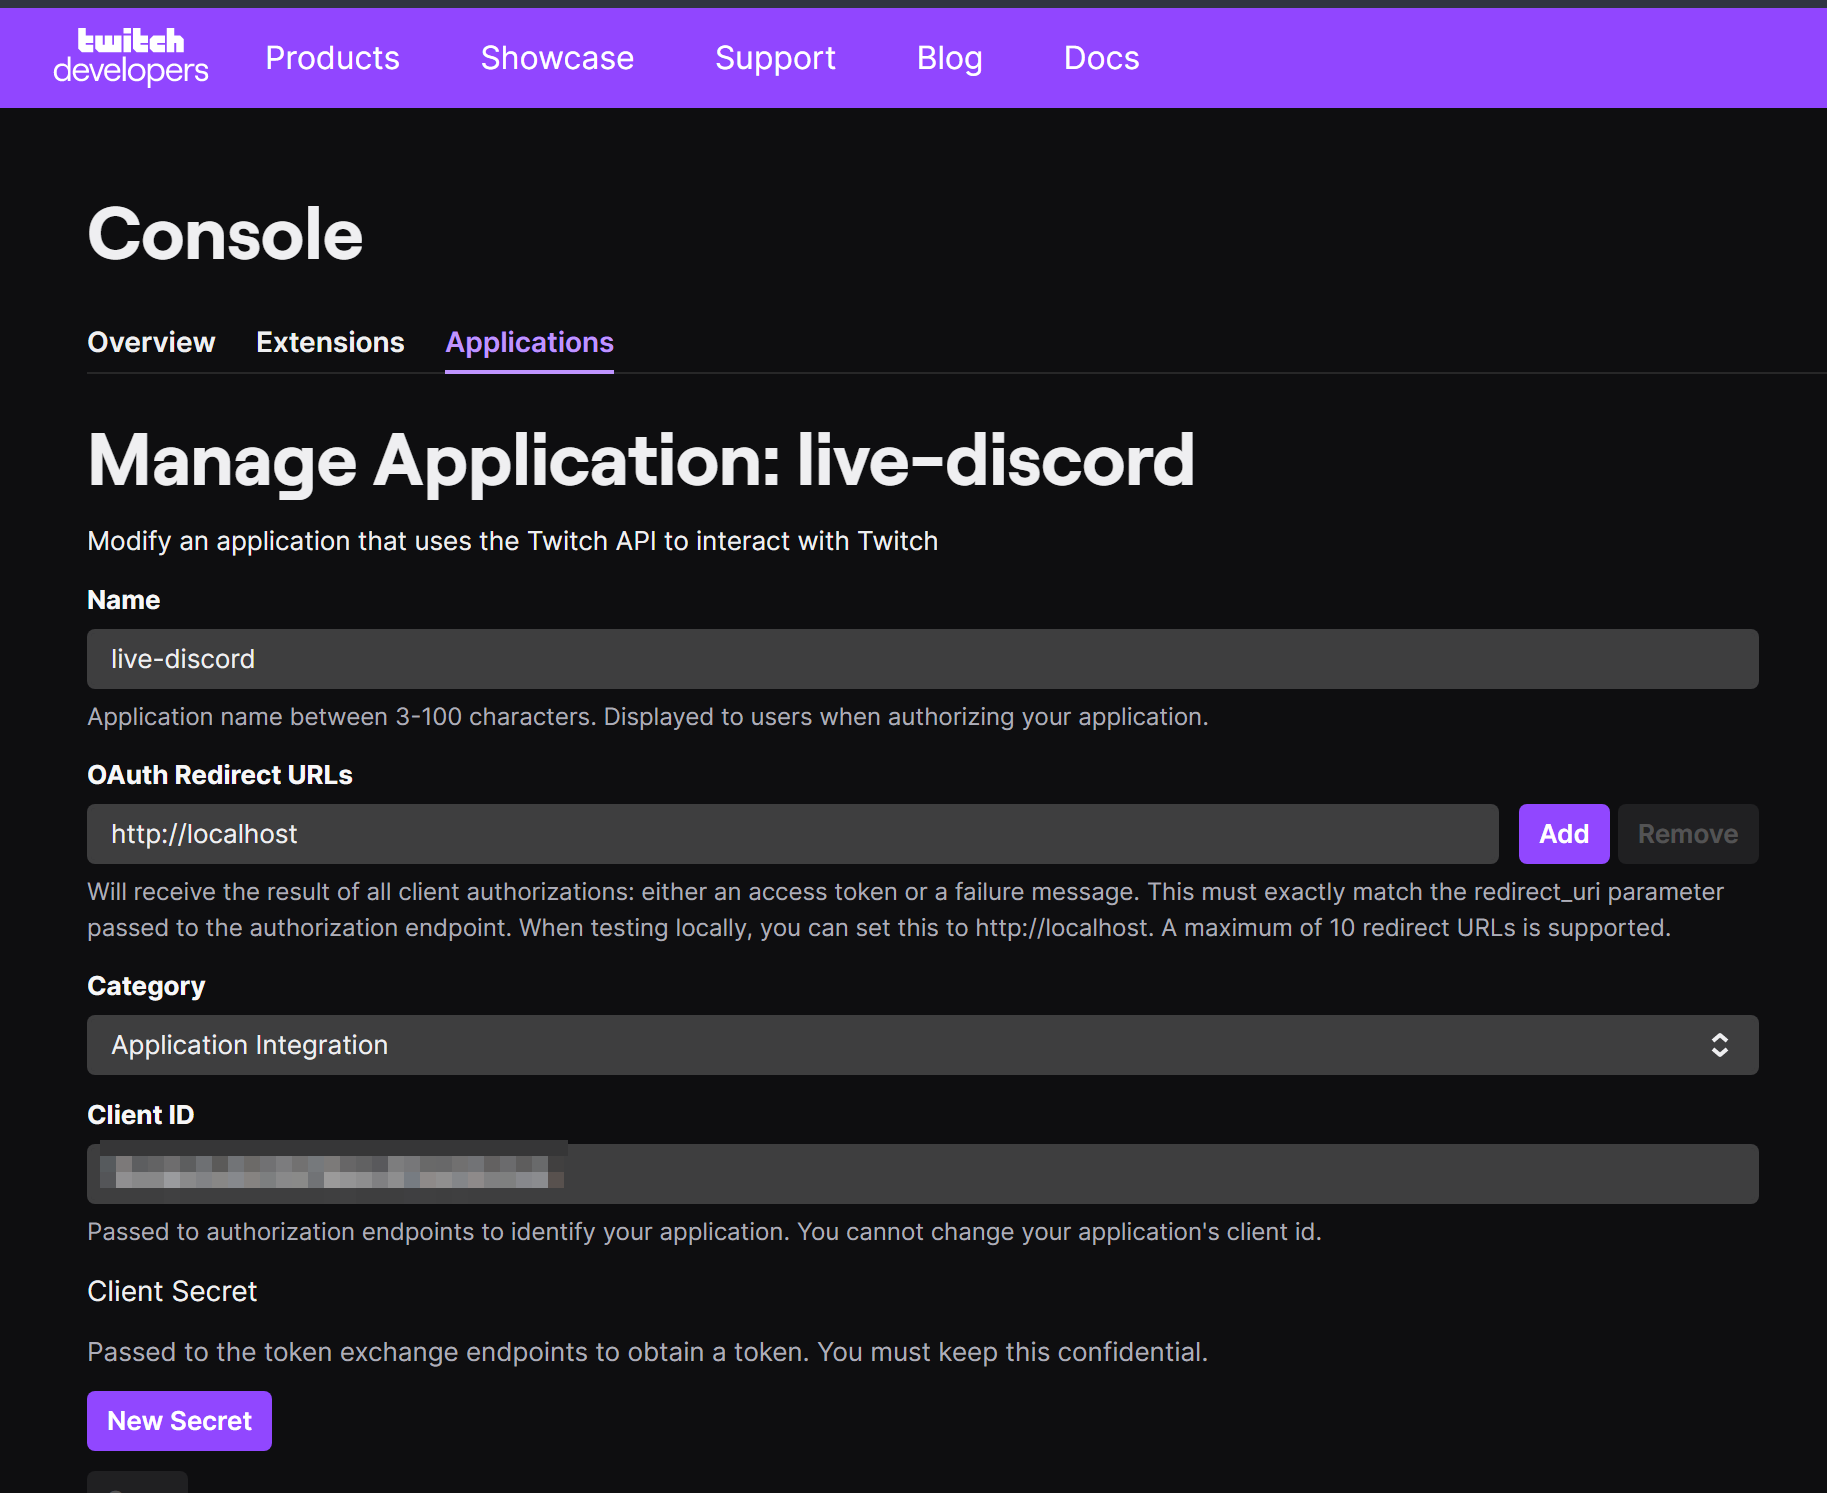 twitch
developers
Products
Showcase
Support
Blog
Docs
Console
Overview
Extensions
Applications
Manage Application: live-discord
Modify an application that uses the Twitch API to interact with Twitch
Name
live-discord
Application name between 3-100 characters. Displayed to users when authorizing your application.
OAuth Redirect URLs
http://localhost
Add
Remove
Will receive the result of all client authorizations: either an access token or a failure message. This must exactly match the redirect_uri parameter
passed to the authorization endpoint. When testing locally, you can set this to http://localhost. A maximum of 10 redirect URLs is supported.
Category
Application Integration
Client ID
Passed to authorization endpoints to identify your application. You cannot change your application's client id.
Client Secret
Passed to the token exchange endpoints to obtain a token. You must keep this confidential.
New Secret